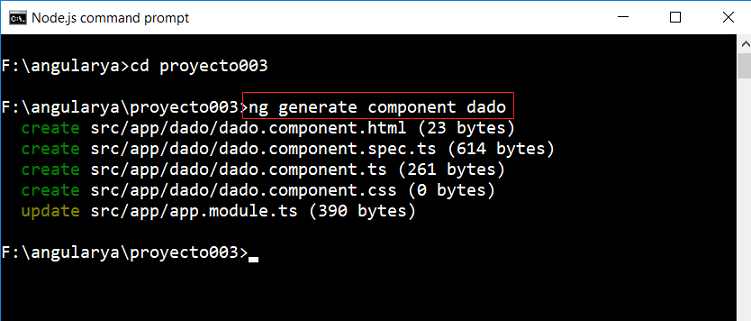 Node.js command prompt
F:\angularya>cd proyecto003
F:\angularya\proyecto003>ng generate component dado
create src/app/dado/dado.component.html (23 bytes)
create src/app/dado/dado.component.spec.ts (614 bytes)
create src/app/dado/dado.component.ts (261 bytes)
create src/app/dado/dado.component.css (0 bytes)
update src/app/app.module.ts (390 bytes)
F:\angularya\proyecto003>